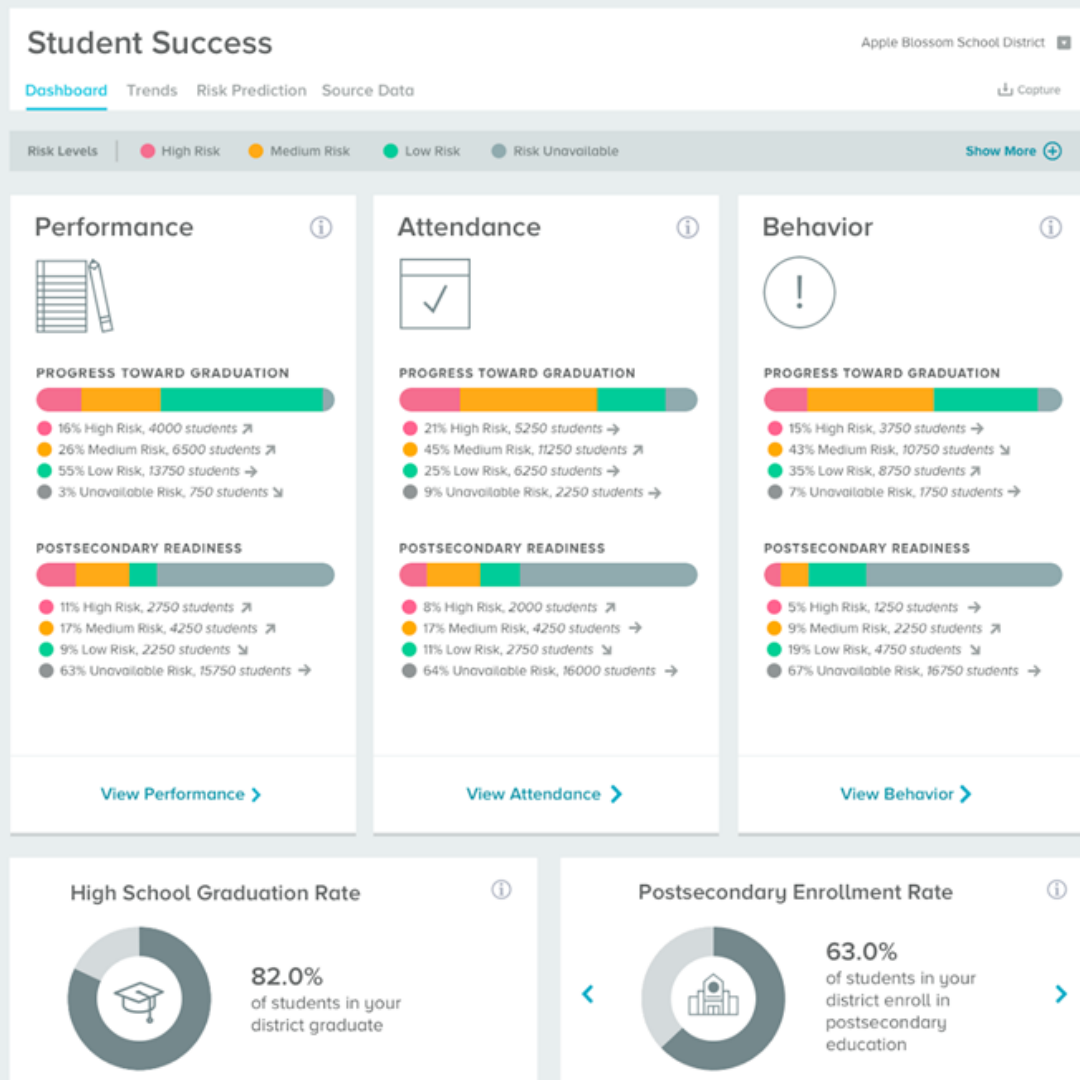 Student Success
Apple Blossom School District
Dashboard Trends Risk Prediction Source Data
Capture
Risk Levels High Risk Medium Risk Low Risk Risk Unavailable
Show More
Performance
PROGRESS TOWARD GRADUATION
16% High Risk, 4000 students ↗
26% Medium Risk, 6500 students ↗
55% Low Risk, 13750 students →
3% Unavailable Risk, 750 students ↘
POSTSECONDARY READINESS
11% High Risk, 2750 students ↗
17% Medium Risk, 4250 students ↗
9% Low Risk, 2250 students ↘
63% Unavailable Risk, 15750 students →
View Performance
Attendance
PROGRESS TOWARD GRADUATION
21% High Risk, 5250 students →
45% Medium Risk, 11250 students ↗
25% Low Risk, 6250 students →
9% Unavailable Risk, 2250 students →
POSTSECONDARY READINESS
8% High Risk, 2000 students ↗
17% Medium Risk, 4250 students →
11% Low Risk, 2750 students ↘
64% Unavailable Risk, 16000 students →
View Attendance
Behavior
!
PROGRESS TOWARD GRADUATION
15% High Risk, 3750 students →
43% Medium Risk, 10750 students ↘
35% Low Risk, 8750 students ↗
7% Unavailable Risk, 1750 students →
POSTSECONDARY READINESS
5% High Risk, 1250 students →
9% Medium Risk, 2250 students ↗
19% Low Risk, 4750 students ↘
67% Unavailable Risk, 16750 students →
View Behavior
High School Graduation Rate
82.0%
of students in your
district graduate
Postsecondary Enrollment Rate
63.0%
of students in your
district enroll in
postsecondary
education